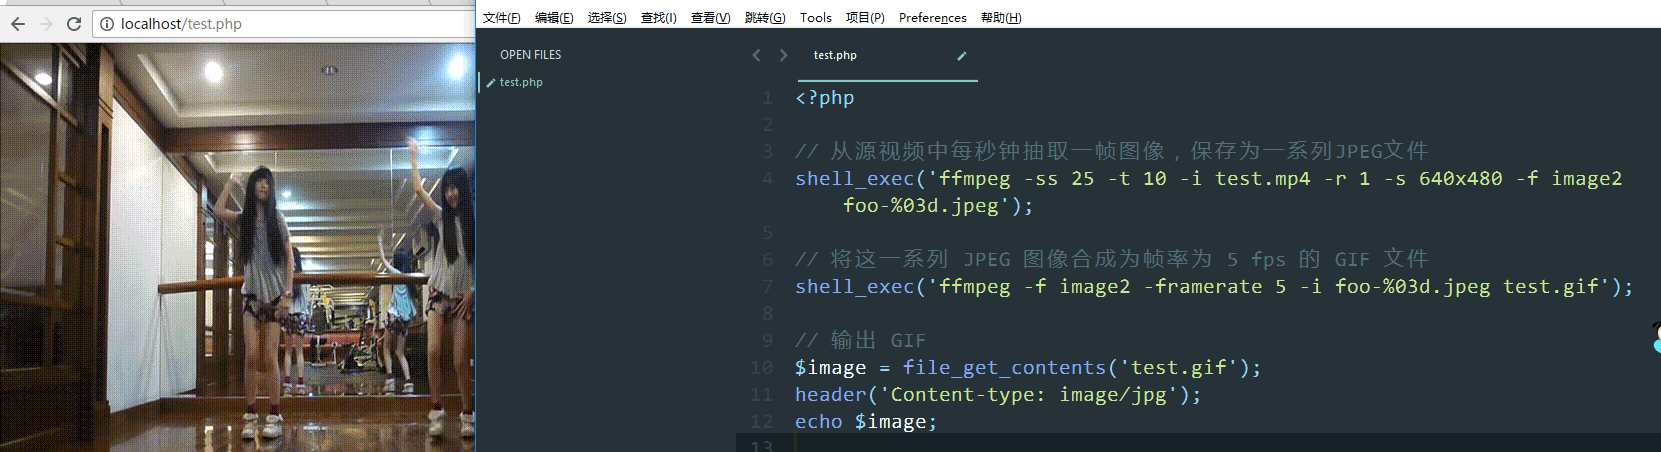 localhost/test.php
文件(F) 编辑(E) 选择(S) 查找(I) 查看(V) 跳转(G) Tools 项目(P) Preferences 帮助(H)
OPEN FILES
test.php
test.php
1 <?php
2
3 // 从源视频中每秒钟抽取一帧图像，保存为一系列JPEG文件
4 shell_exec('ffmpeg -ss 25 -t 10 -i test.mp4 -r 1 -s 640x480 -f image2
foo-%03d.jpeg');
5
6 // 将这一系列 JPEG 图像合成为帧率为 5 fps 的 GIF 文件
7 shell_exec('ffmpeg -f image2 -framerate 5 -i foo-%03d.jpeg test.gif');
8
9 // 输出 GIF
10 $image = file_get_contents('test.gif');
11 header('Content-type: image/jpg');
12 echo $image;
13